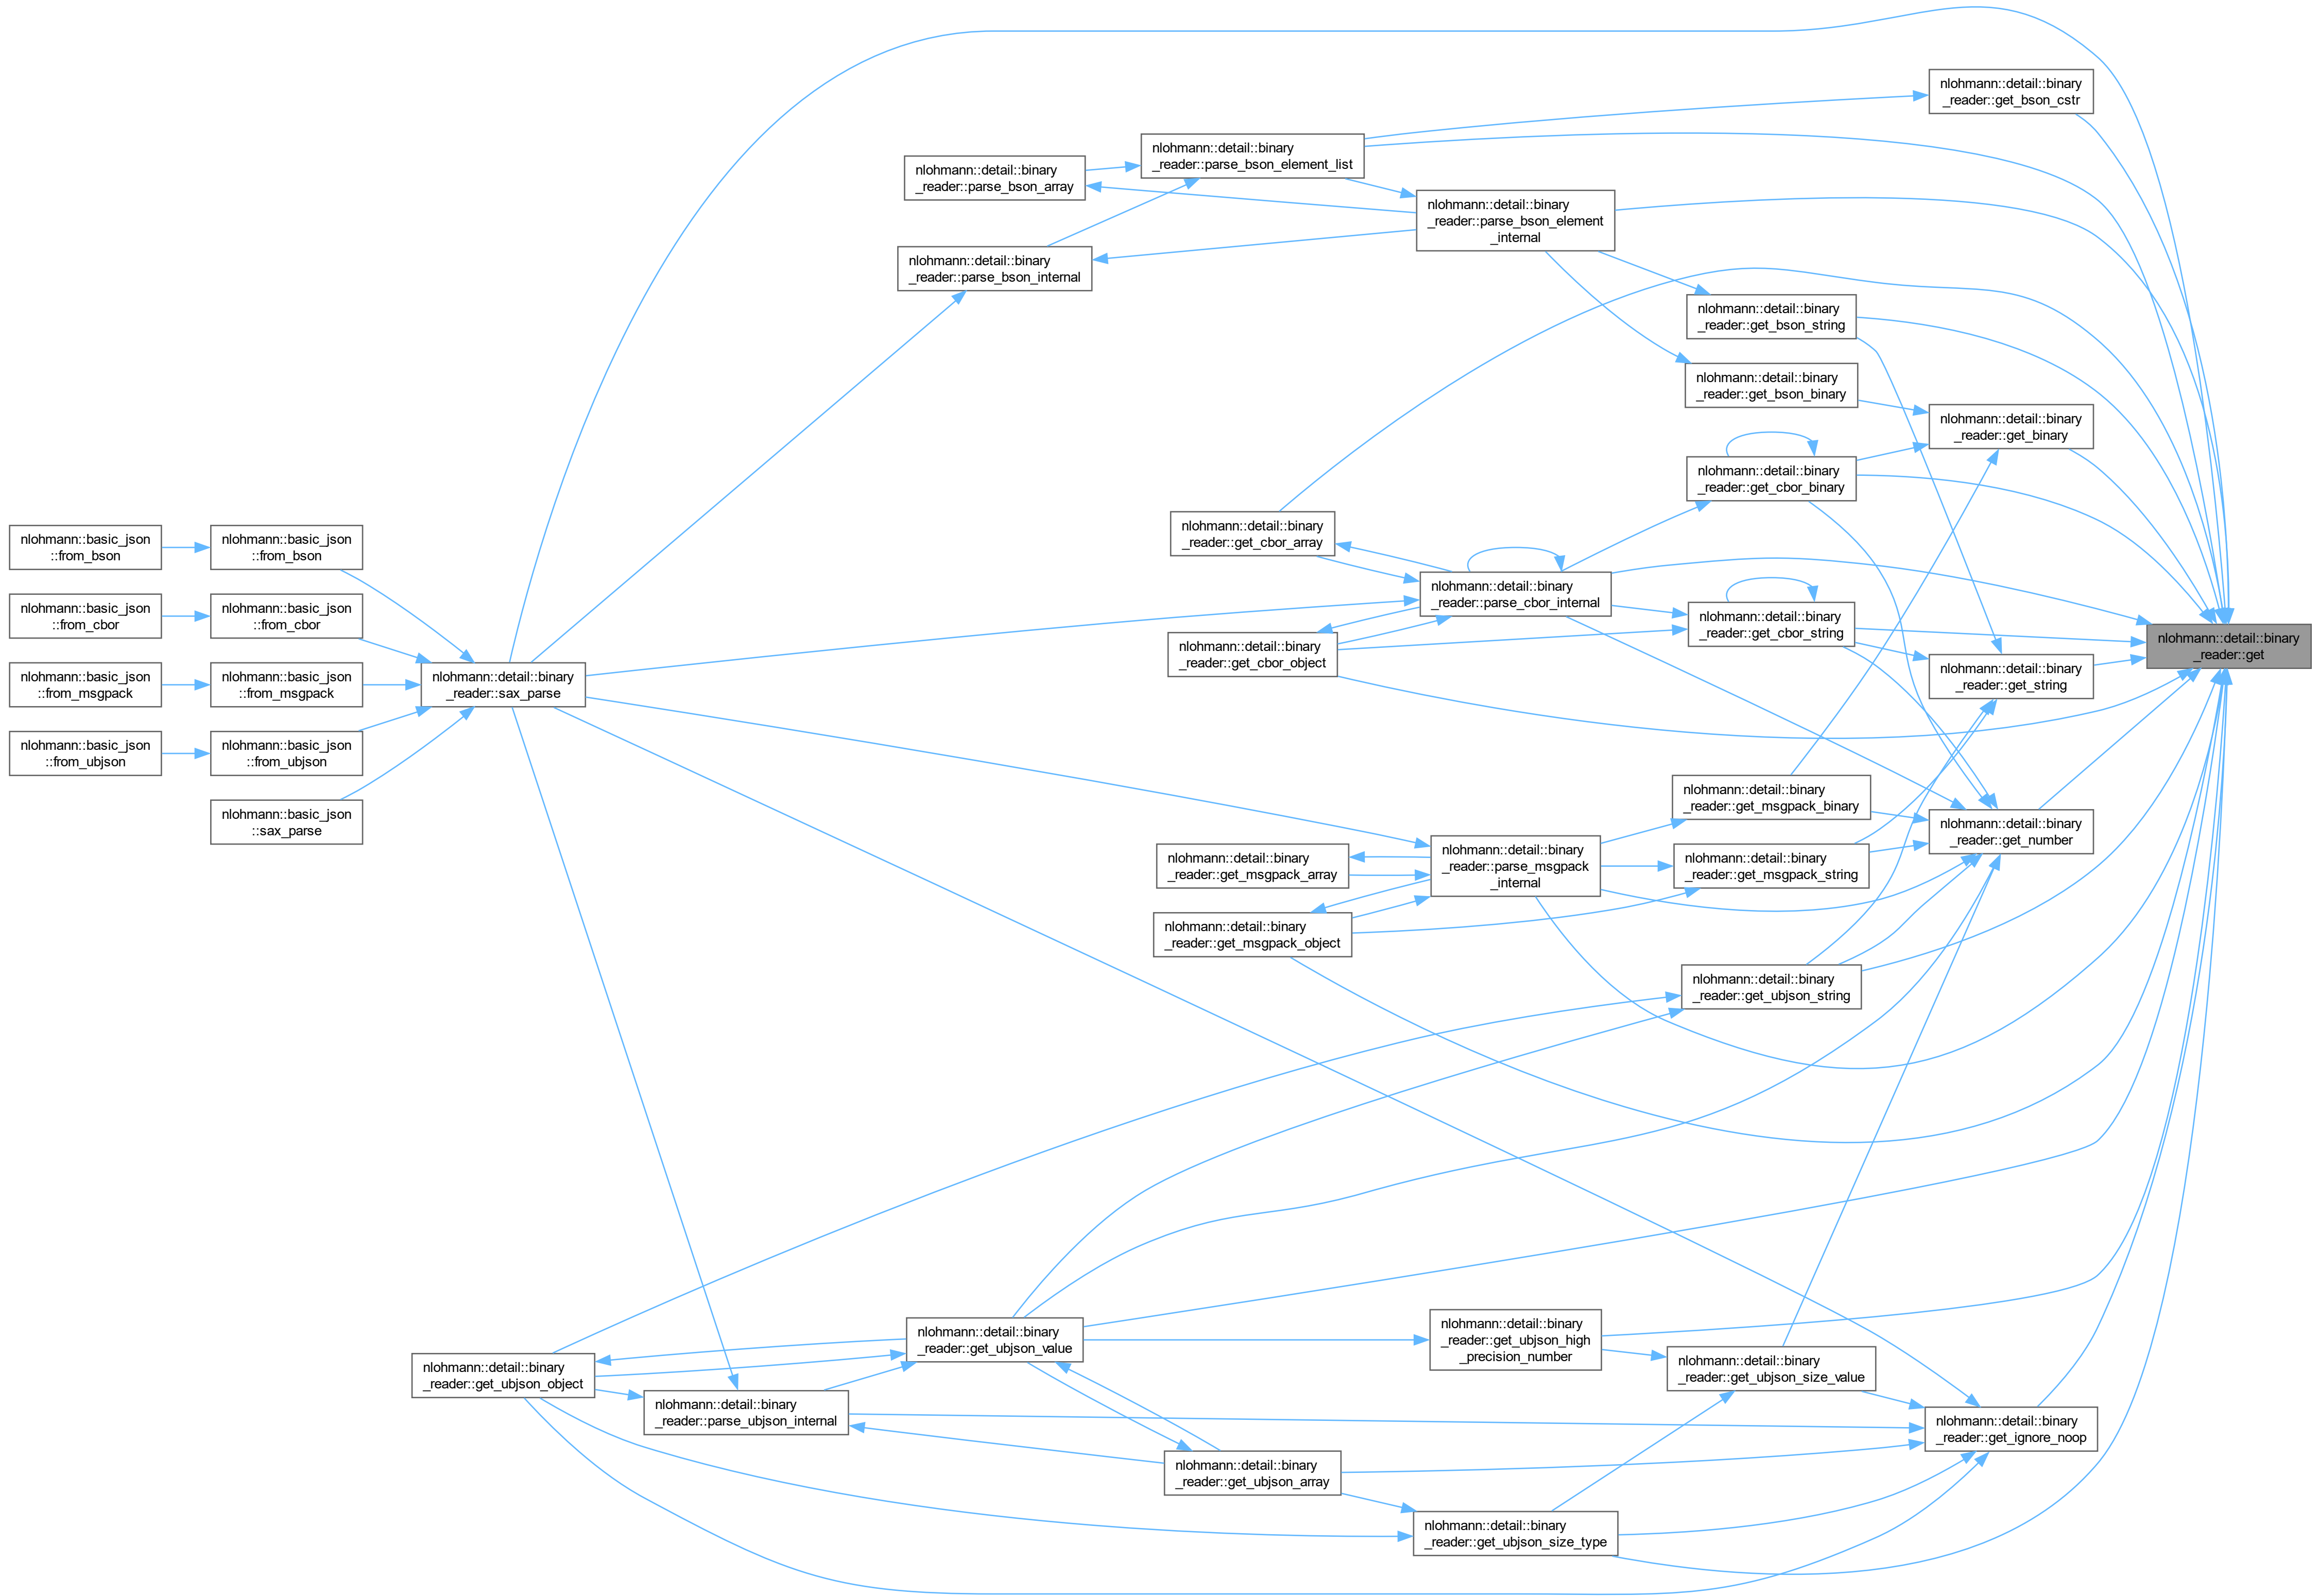 nlohmann::detail::binary
_reader::get_bson_cstr
nlohmann::detail::binary
_reader::parse_bson_element_list
nlohmann::detail::binary
_reader::parse_bson_array
nlohmann::detail::binary
_reader::parse_bson_element
_internal
nlohmann::detail::binary
_reader::parse_bson_internal
nlohmann::detail::binary
_reader::get_bson_string
nlohmann::detail::binary
_reader::get_bson_binary
nlohmann::detail::binary
_reader::get_binary
nlohmann::detail::binary
_reader::get_cbor_binary
nlohmann::detail::binary
_reader::get_cbor_array
nlohmann::basic_json
::from_bson
nlohmann::basic_json
::from_bson
nlohmann::detail::binary
_reader::parse_cbor_internal
nlohmann::basic_json
::from_cbor
nlohmann::basic_json
::from_cbor
nlohmann::detail::binary
_reader::get_cbor_string
nlohmann::detail::binary
_reader::get
nlohmann::detail::binary
_reader::get_cbor_object
nlohmann::detail::binary
_reader::get_string
nlohmann::basic_json
::from_msgpack
nlohmann::basic_json
::from_msgpack
nlohmann::detail::binary
_reader::sax_parse
nlohmann::basic_json
::from_ubjson
nlohmann::basic_json
::from_ubjson
nlohmann::detail::binary
_reader::get_msgpack_binary
nlohmann::basic_json
::sax_parse
nlohmann::detail::binary
_reader::get_number
nlohmann::detail::binary
_reader::parse_msgpack
_internal
nlohmann::detail::binary
_reader::get_msgpack_array
nlohmann::detail::binary
_reader::get_msgpack_string
nlohmann::detail::binary
_reader::get_msgpack_object
nlohmann::detail::binary
_reader::get_ubjson_string
nlohmann::detail::binary
_reader::get_ubjson_value
nlohmann::detail::binary
_reader::get_ubjson_high
_precision_number
nlohmann::detail::binary
_reader::get_ubjson_size_value
nlohmann::detail::binary
_reader::get_ubjson_object
nlohmann::detail::binary
_reader::parse_ubjson_internal
nlohmann::detail::binary
_reader::get_ignore_noop
nlohmann::detail::binary
_reader::get_ubjson_array
nlohmann::detail::binary
_reader::get_ubjson_size_type